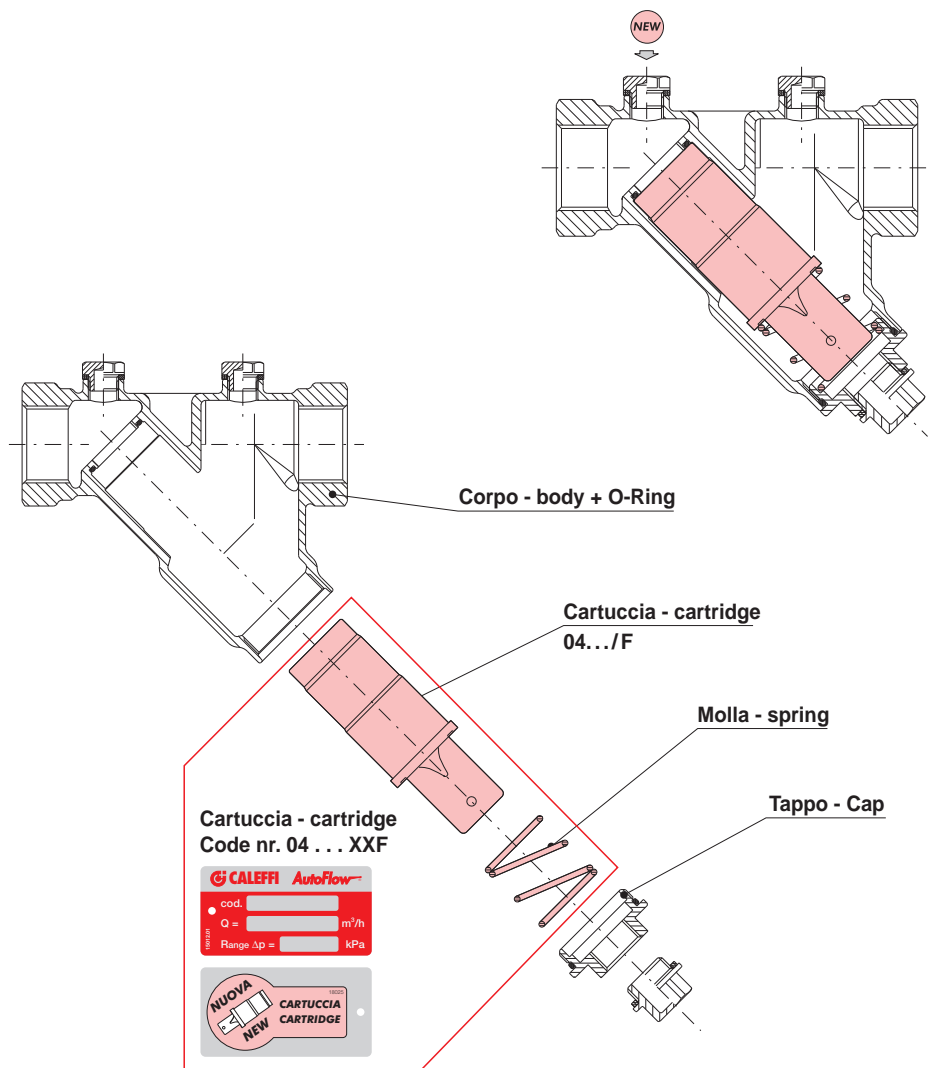 NEW
Corpo - body + O-Ring
Cartuccia - cartridge
04.../F
Molla - spring
Tappo - Cap
Cartuccia - cartridge
Code nr. 04 . . . XXF
CALEFFI AutoFlow
cod.
Q = m³/h
Range Δp = kPa
NUOVA
NEW
CARTUCCIA
CARTRIDGE